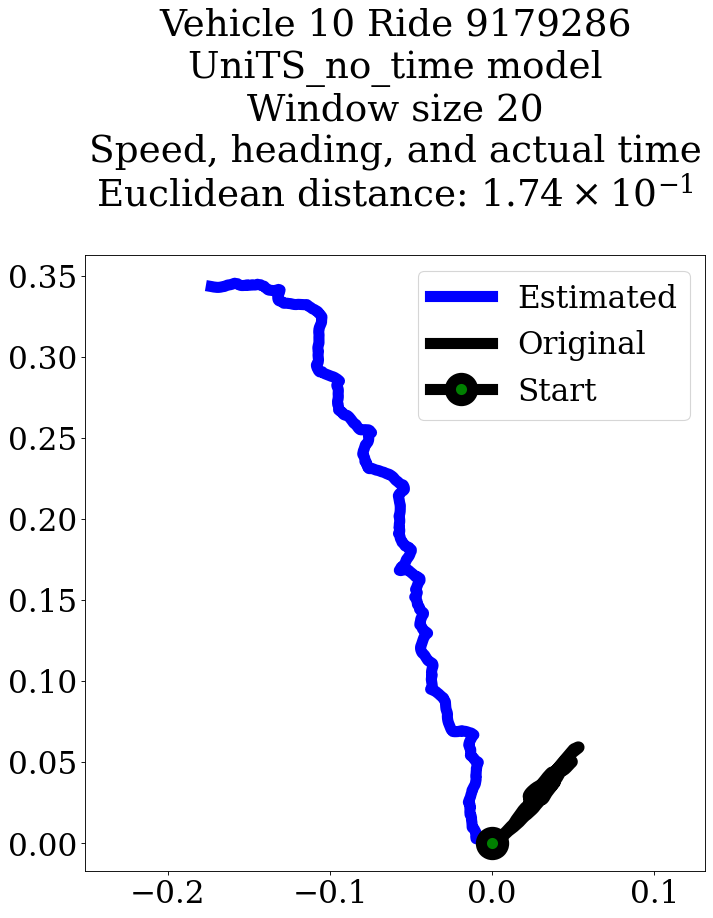 Vehicle 10 Ride 9179286
UniTS_no_time model
Window size 20
Speed, heading, and actual time
Euclidean distance: 1.74 × 10⁻¹
Estimated
Original
Start
0.35
0.30
0.25
0.20
0.15
0.10
0.05
0.00
−0.2 −0.1 0.0 0.1